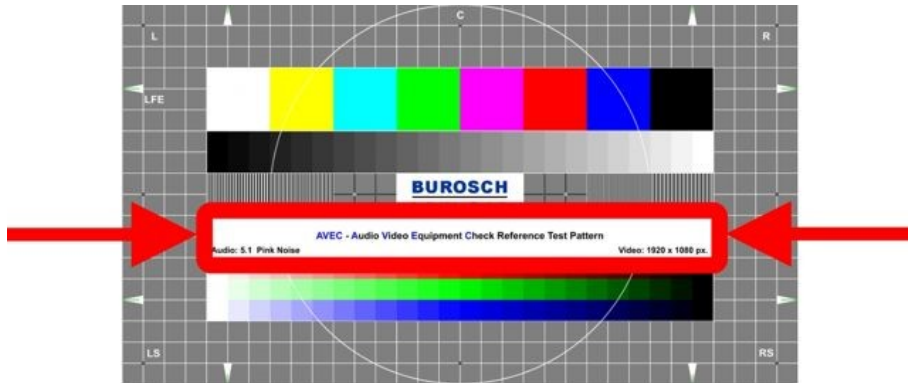 C
L
R
LFE
BUROSCH
AVEC - Audio Video Equipment Check Reference Test Pattern
Audio: 5.1 Pink Noise
Video: 1920 x 1080 px.
LS
RS